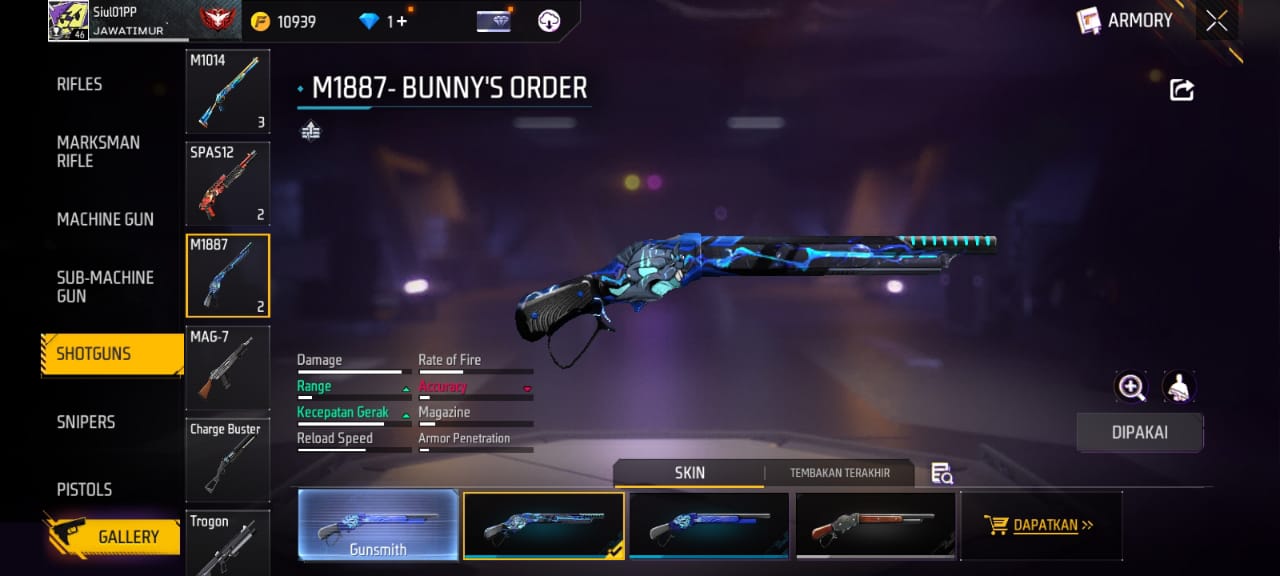 Siul01PP
JAWATIMUR
46
10939
1+
ARMORY
RIFLES
MARKSMAN
RIFLE
MACHINE GUN
SUB-MACHINE
GUN
SHOTGUNS
SNIPERS
PISTOLS
GALLERY
M1014
3
SPAS12
2
M1887
2
MAG-7
Charge Buster
Trogon
M1887- BUNNY'S ORDER
Damage
Rate of Fire
Range
Accuracy
Kecepatan Gerak
Magazine
Reload Speed
Armor Penetration
DIPAKAI
SKIN
TEMBAKAN TERAKHIR
Gunsmith
DAPATKAN >>